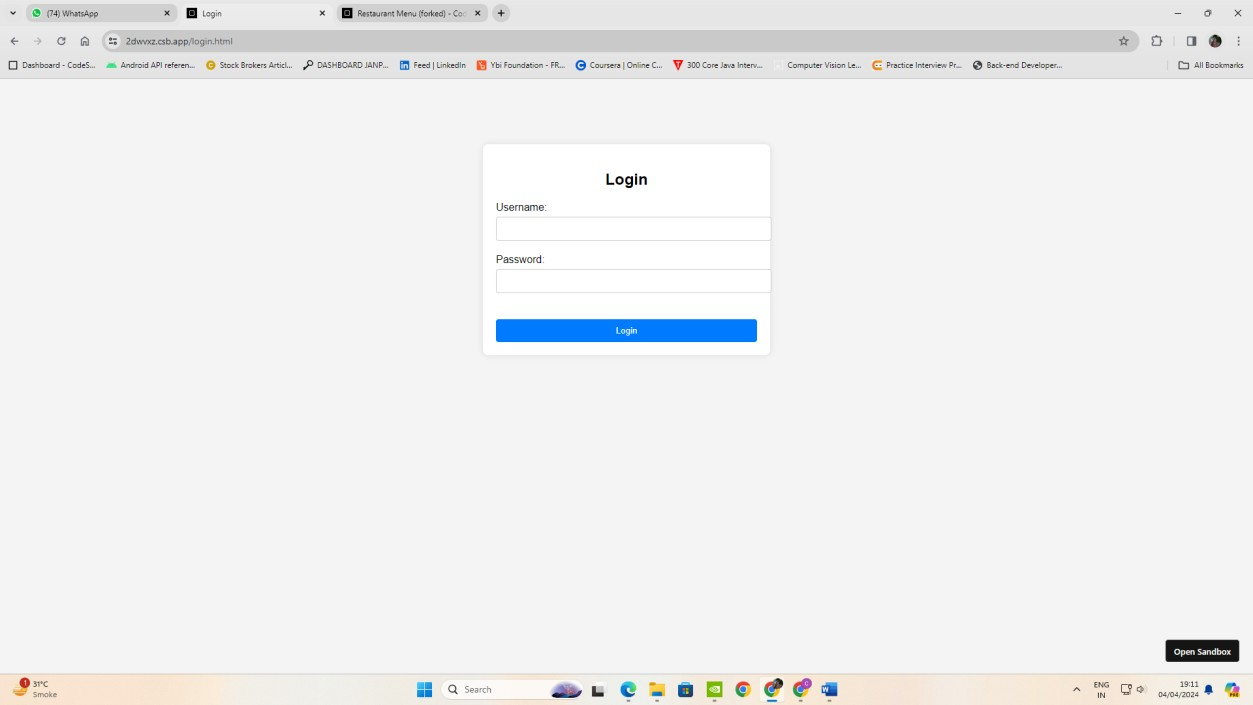 (74) WhatsApp
Login
Restaurant Menu (forked) - Coc
2dwvxz.csb.app/login.html
Dashboard - CodeS...
Android API referen...
Stock Brokers Articl...
DASHBOARD JANP...
Feed | LinkedIn
Ybi Foundation - FR...
Coursera | Online C...
300 Core Java Interv...
Computer Vision Le...
Practice Interview Pr...
Back-end Developer...
All Bookmarks
Login
Username:
Password:
Login
Open Sandbox
1
31°C
Smoke
Search
ENG
IN
19:11
04/04/2024